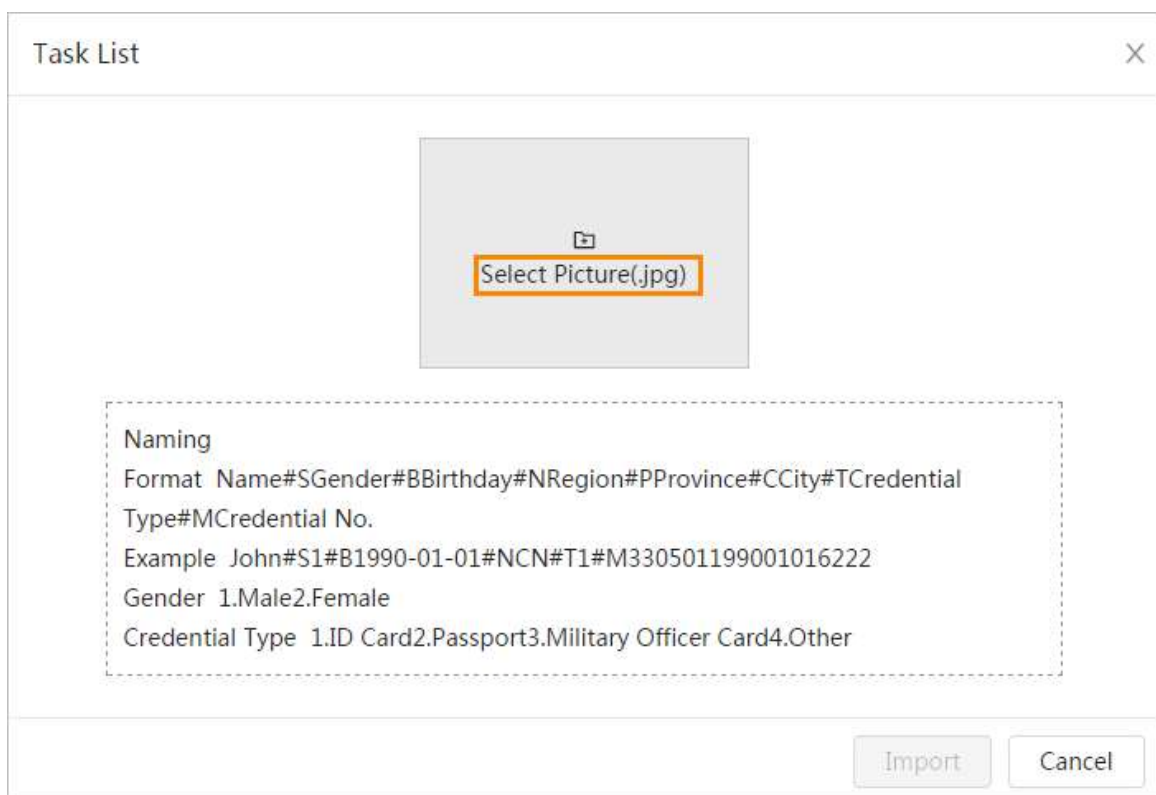 Task List
Select Picture(.jpg)
Naming
Format  Name#SGender#BBirthday#NRegion#PProvince#CCity#TCredential
Type#MCredential No.
Example  John#S1#B1990-01-01#NCN#T1#M330501199001016222
Gender  1.Male2.Female
Credential Type  1.ID Card2.Passport3.Military Officer Card4.Other
Import
Cancel